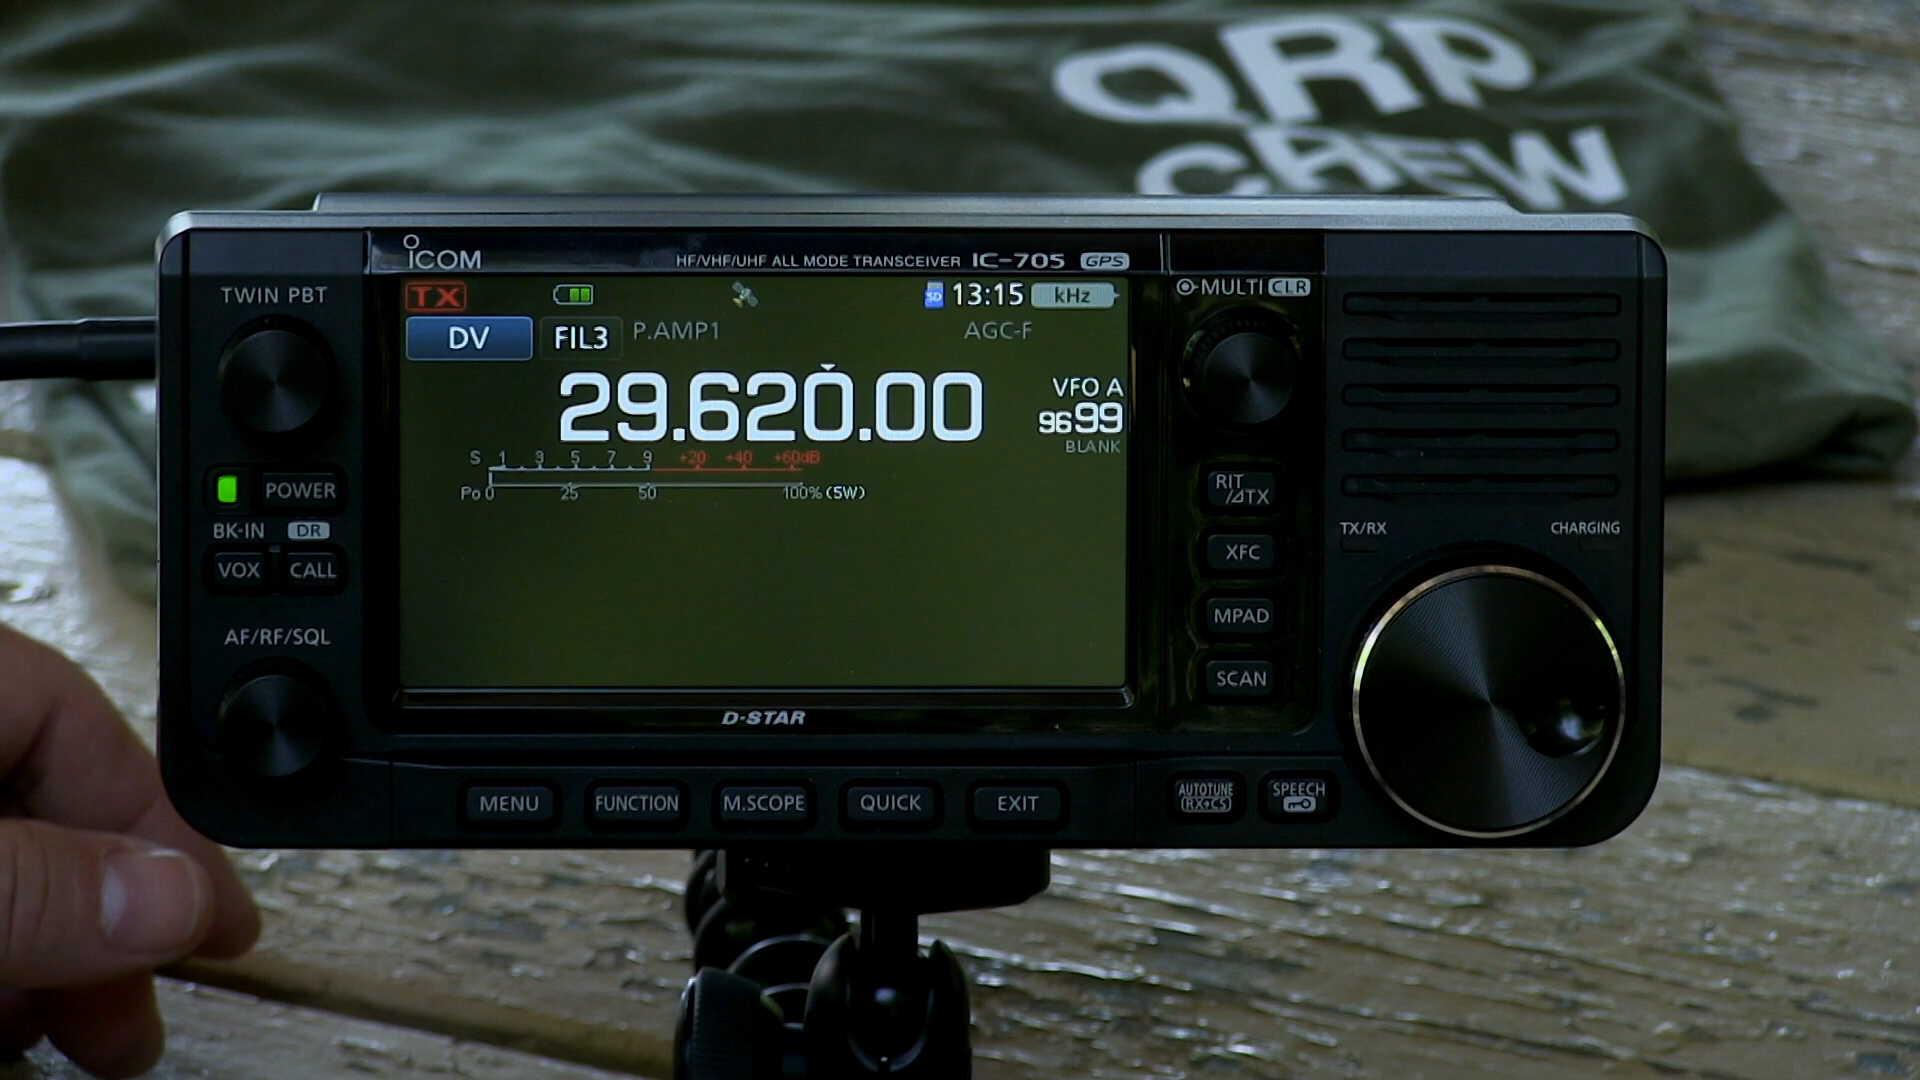 QRP
CREW
ICOM
HF/VHF/UHF ALL MODE TRANSCEIVER IC-705 GPS
TWIN PBT
TX
13:15 kHz
MULTI CLR
DV FIL3 P.AMP1 AGC-F
29.620.00
VFO A
9699
BLANK
S 1 3 5 7 9 +20 +40 +60dB
Po 0 25 50 100% (5W)
POWER
BK-IN DR
VOX CALL
AF/RF/SQL
RIT
/⊿TX
XFC
MPAD
SCAN
TX/RX CHARGING
D-STAR
MENU FUNCTION M.SCOPE QUICK EXIT
AUTOTUNE
RX→CS
SPEECH